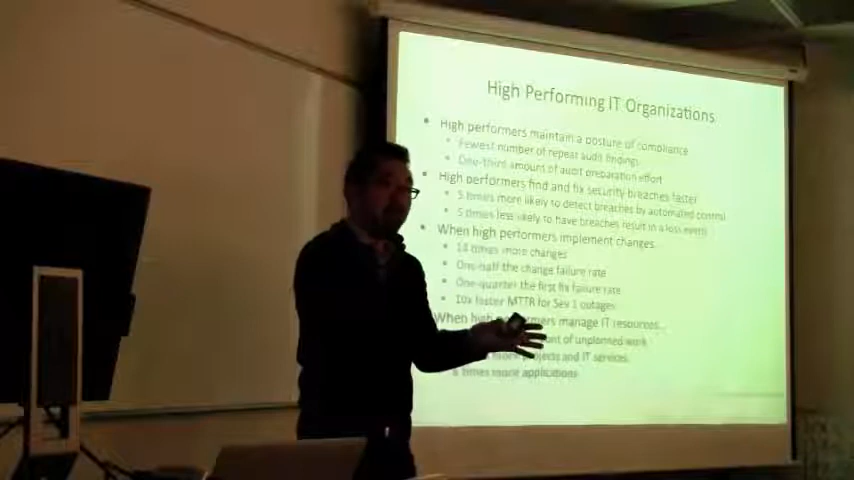 High Performing IT Organizations
• High performers maintain a posture of compliance
• Fewest number of repeat audit findings
• One-third amount of audit preparation effort
• High performers find and fix security breaches faster
• 5 times more likely to detect breaches by automated control
• 5 times less likely to have breaches result in a loss event
• When high performers implement changes...
• 14 times more changes
• One-half the change failure rate
• One-quarter the first fix failure rate
• 10x faster MTTR for Sev 1 outages
When high performers manage IT resources...
amount of unplanned work
more projects and IT services
times more applications